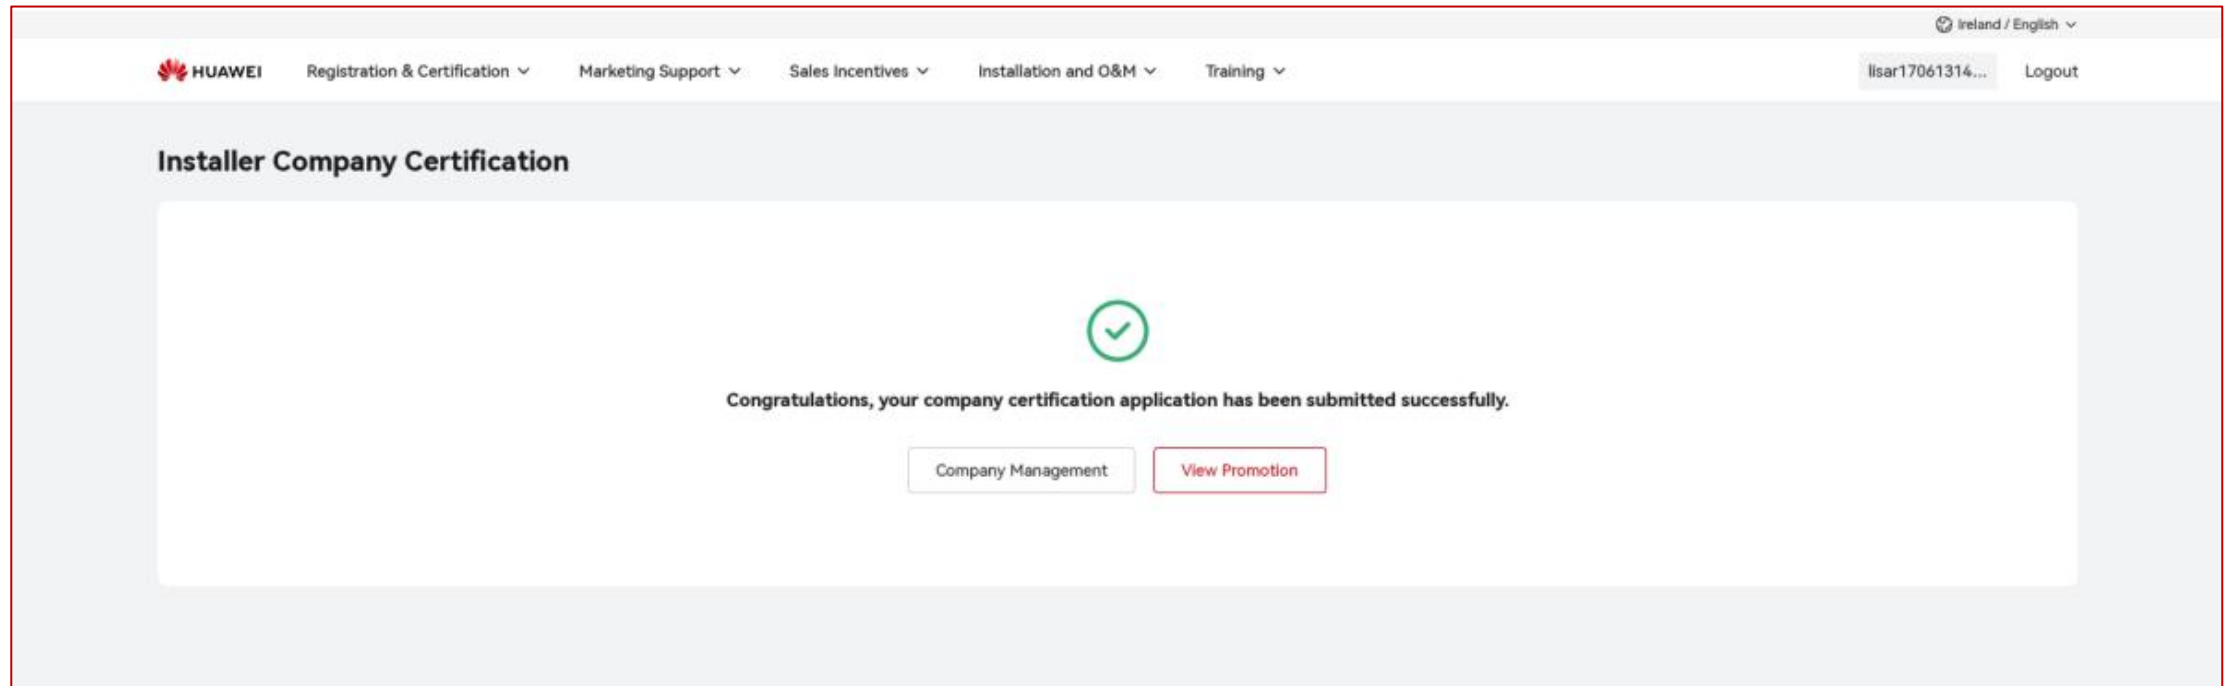 Ireland / English
HUAWEI Registration & Certification Marketing Support Sales Incentives Installation and O&M Training lisar17061314... Logout
Installer Company Certification
Congratulations, your company certification application has been submitted successfully.
Company Management View Promotion